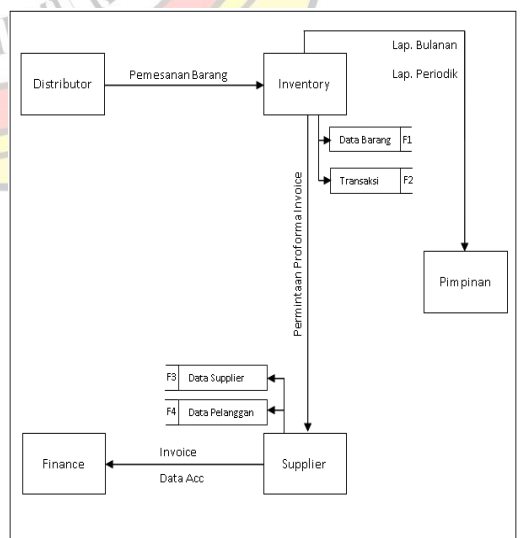 Lap. Bulanan
Lap. Periodik
Distributor
Pemesanan Barang
Inventory
Data Barang F1
Transaksi F2
Permintaan Proforma Invoice
Pimpinan
F3 Data Supplier
F4 Data Pelanggan
Finance
Invoice
Data Acc
Supplier